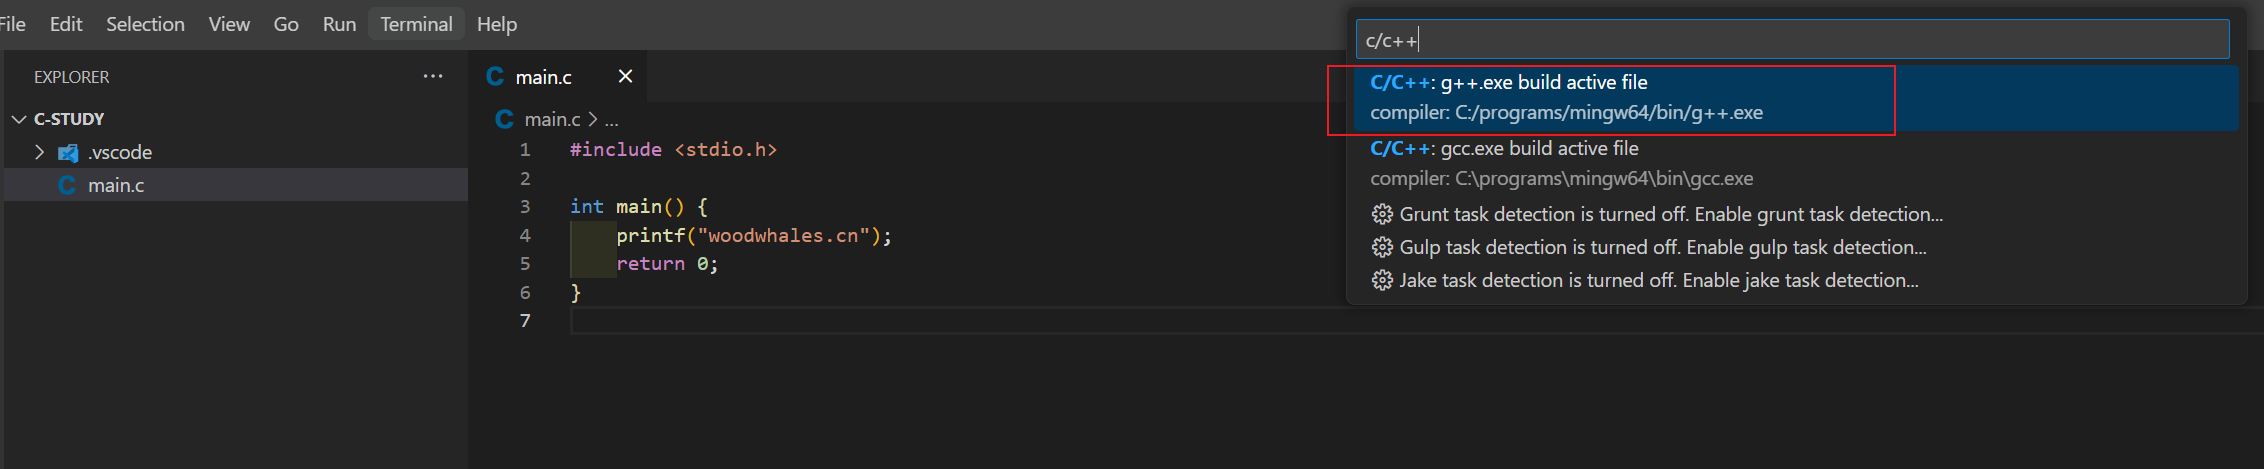 File Edit Selection View Go Run Terminal Help
c/c++
EXPLORER ···
main.c
C/C++: g++.exe build active file
compiler: C:/programs/mingw64/bin/g++.exe
C/C++: gcc.exe build active file
compiler: C:\programs\mingw64\bin\gcc.exe
Grunt task detection is turned off. Enable grunt task detection...
Gulp task detection is turned off. Enable gulp task detection...
Jake task detection is turned off. Enable jake task detection...
C-STUDY
.vscode
main.c
main.c > ...
1 #include <stdio.h>
2
3 int main() {
4 printf("woodwhales.cn");
5 return 0;
6 }
7